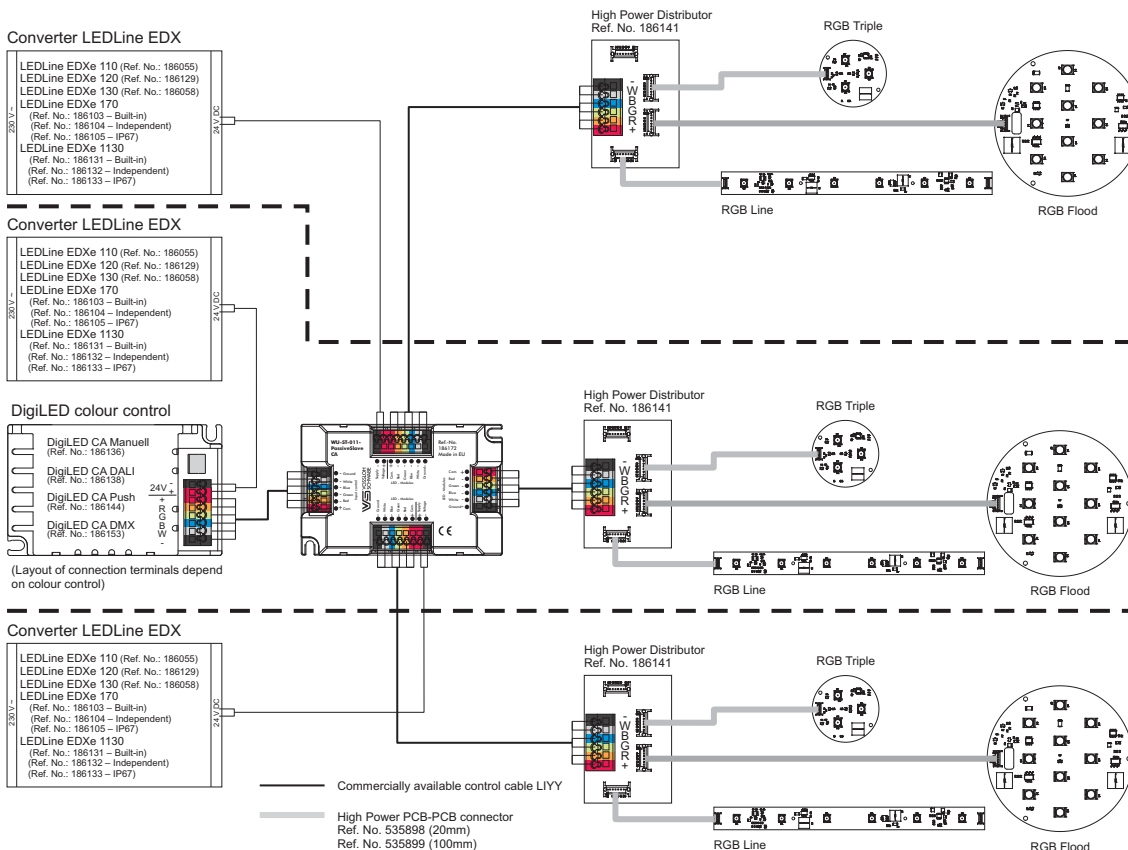 Converter LEDLine EDX
230 V ~
LEDLine EDXe 110 (Ref. No.: 186055)
LEDLine EDXe 120 (Ref. No.: 186129)
LEDLine EDXe 130 (Ref. No.: 186058)
LEDLine EDXe 170
(Ref. No.: 186103 – Built-in)
(Ref. No.: 186104 – Independent)
(Ref. No.: 186105 – IP67)
LEDLine EDXe 1130
(Ref. No.: 186131 – Built-in)
(Ref. No.: 186132 – Independent)
(Ref. No.: 186133 – IP67)
24 V DC
High Power Distributor
Ref. No. 186141
-
W
B
G
R
+
RGB Triple
RGB Line
RGB Flood
Converter LEDLine EDX
230 V ~
LEDLine EDXe 110 (Ref. No.: 186055)
LEDLine EDXe 120 (Ref. No.: 186129)
LEDLine EDXe 130 (Ref. No.: 186058)
LEDLine EDXe 170
(Ref. No.: 186103 – Built-in)
(Ref. No.: 186104 – Independent)
(Ref. No.: 186105 – IP67)
LEDLine EDXe 1130
(Ref. No.: 186131 – Built-in)
(Ref. No.: 186132 – Independent)
(Ref. No.: 186133 – IP67)
24 V DC
DigiLED colour control
DigiLED CA Manuell
(Ref. No.: 186136)
DigiLED CA DALI
(Ref. No.: 186138)
DigiLED CA Push
(Ref. No.: 186144)
DigiLED CA DMX
(Ref. No.: 186153)
24V -
+
+
R
G
B
W
-
(Layout of connection terminals depend
on colour control)
WU-ST-011-
PassiveSlave
CA
Ref.-No.
186172
Made in EU
VOSSLOH
SCHWABE
CE
High Power Distributor
Ref. No. 186141
-
W
B
G
R
+
RGB Triple
RGB Line
RGB Flood
Converter LEDLine EDX
230 V ~
LEDLine EDXe 110 (Ref. No.: 186055)
LEDLine EDXe 120 (Ref. No.: 186129)
LEDLine EDXe 130 (Ref. No.: 186058)
LEDLine EDXe 170
(Ref. No.: 186103 – Built-in)
(Ref. No.: 186104 – Independent)
(Ref. No.: 186105 – IP67)
LEDLine EDXe 1130
(Ref. No.: 186131 – Built-in)
(Ref. No.: 186132 – Independent)
(Ref. No.: 186133 – IP67)
24 V DC
High Power Distributor
Ref. No. 186141
-
W
B
G
R
+
RGB Triple
RGB Line
RGB Flood
Commercially available control cable LIYY
High Power PCB-PCB connector
Ref. No. 535898 (20mm)
Ref. No. 535899 (100mm)